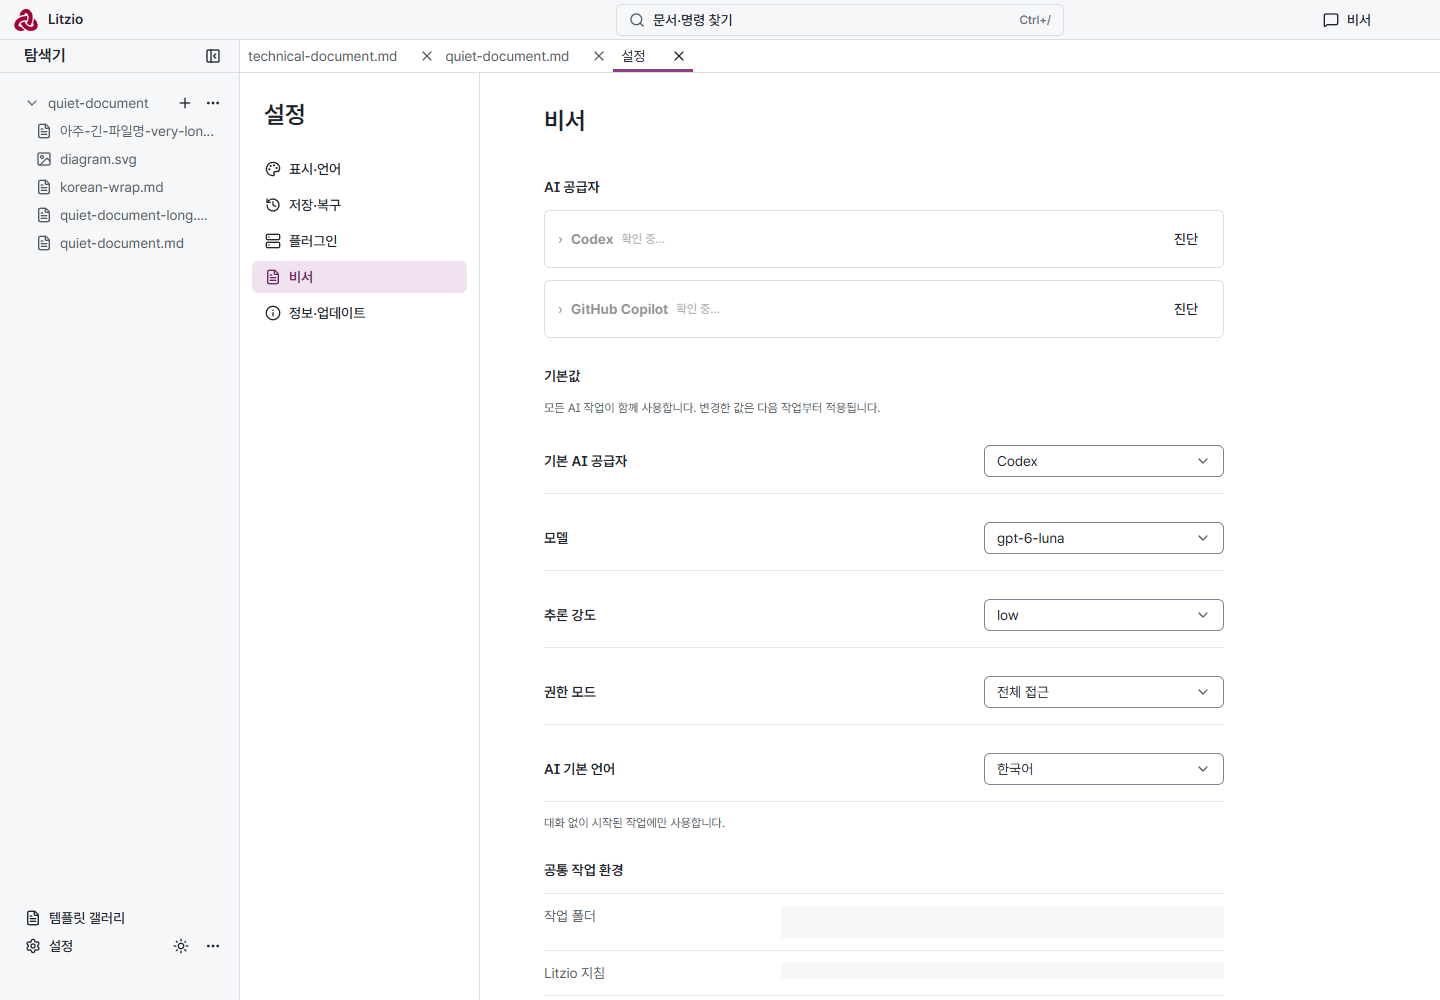 Litzio
문서·명령 찾기
Ctrl+/
비서
탐색기
technical-document.md
quiet-document.md
설정
quiet-document
아주-긴-파일명-very-lon...
diagram.svg
korean-wrap.md
quiet-document-long....
quiet-document.md
템플릿 갤러리
설정
설정
표시·언어
저장·복구
플러그인
비서
정보·업데이트
비서
AI 공급자
Codex 확인 중...
진단
GitHub Copilot 확인 중...
진단
기본값
모든 AI 작업이 함께 사용합니다. 변경한 값은 다음 작업부터 적용됩니다.
기본 AI 공급자
Codex
모델
gpt-6-luna
추론 강도
low
권한 모드
전체 접근
AI 기본 언어
한국어
대화 없이 시작된 작업에만 사용합니다.
공통 작업 환경
작업 폴더
Litzio 지침